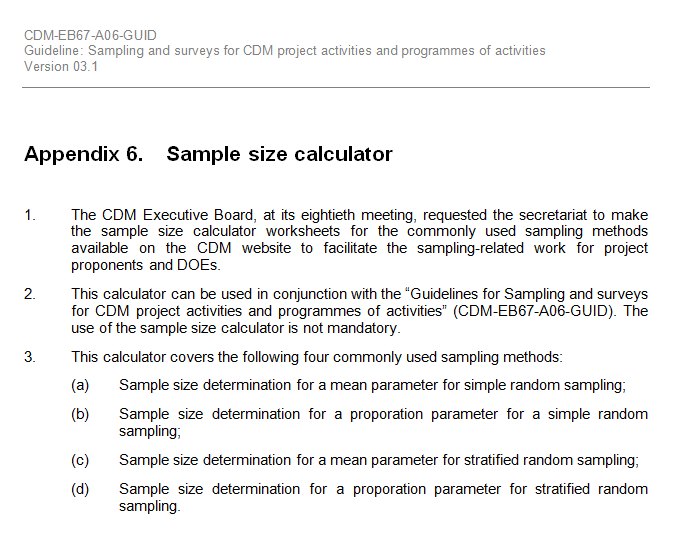 CDM-EB67-A06-GUID
Guideline: Sampling and surveys for CDM project activities and programmes of activities
Version 03.1
Appendix 6. Sample size calculator
1. The CDM Executive Board, at its eightieth meeting, requested the secretariat to make
the sample size calculator worksheets for the commonly used sampling methods
available on the CDM website to facilitate the sampling-related work for project
proponents and DOEs.
2. This calculator can be used in conjunction with the “Guidelines for Sampling and surveys
for CDM project activities and programmes of activities” (CDM-EB67-A06-GUID). The
use of the sample size calculator is not mandatory.
3. This calculator covers the following four commonly used sampling methods:
(a) Sample size determination for a mean parameter for simple random sampling;
(b) Sample size determination for a proporation parameter for a simple random
sampling;
(c) Sample size determination for a mean parameter for stratified random sampling;
(d) Sample size determination for a proporation parameter for stratified random
sampling.